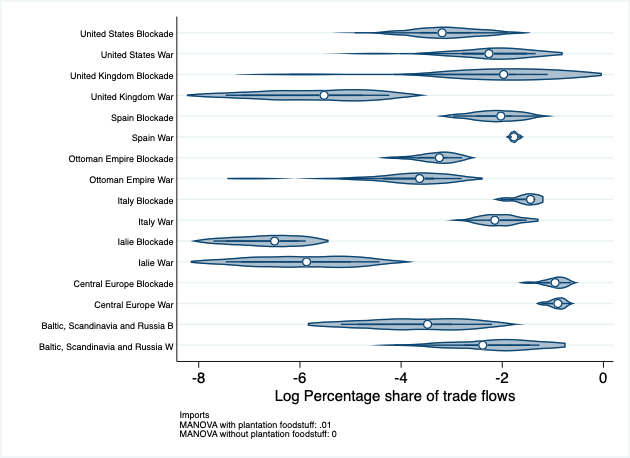 United States Blockade
United States War
United Kingdom Blockade
United Kingdom War
Spain Blockade
Spain War
Ottoman Empire Blockade
Ottoman Empire War
Italy Blockade
Italy War
Ialie Blockade
Ialie War
Central Europe Blockade
Central Europe War
Baltic, Scandinavia and Russia B
Baltic, Scandinavia and Russia W
-8 -6 -4 -2 0
Log Percentage share of trade flows
Imports
MANOVA with plantation foodstuff: .01
MANOVA without plantation foodstuff: 0